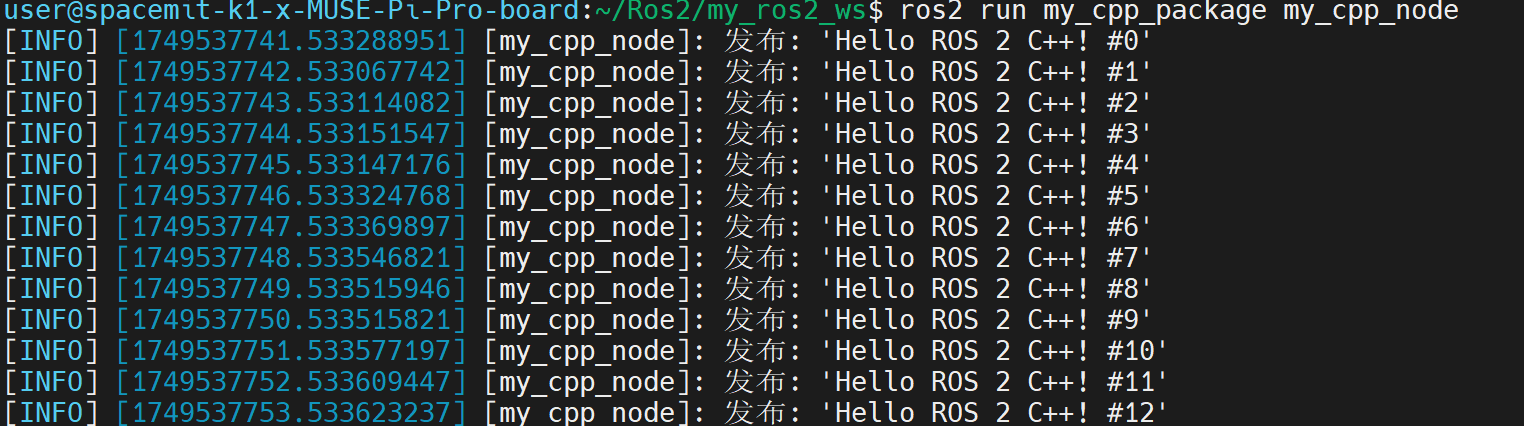 user@spacemit-k1-x-MUSE-Pi-Pro-board:~/Ros2/my_ros2_ws$ ros2 run my_cpp_package my_cpp_node
[INFO] [1749537741.533288951] [my_cpp_node]: 发布: 'Hello ROS 2 C++! #0'
[INFO] [1749537742.533067742] [my_cpp_node]: 发布: 'Hello ROS 2 C++! #1'
[INFO] [1749537743.533114082] [my_cpp_node]: 发布: 'Hello ROS 2 C++! #2'
[INFO] [1749537744.533151547] [my_cpp_node]: 发布: 'Hello ROS 2 C++! #3'
[INFO] [1749537745.533147176] [my_cpp_node]: 发布: 'Hello ROS 2 C++! #4'
[INFO] [1749537746.533324768] [my_cpp_node]: 发布: 'Hello ROS 2 C++! #5'
[INFO] [1749537747.533369897] [my_cpp_node]: 发布: 'Hello ROS 2 C++! #6'
[INFO] [1749537748.533546821] [my_cpp_node]: 发布: 'Hello ROS 2 C++! #7'
[INFO] [1749537749.533515946] [my_cpp_node]: 发布: 'Hello ROS 2 C++! #8'
[INFO] [1749537750.533515821] [my_cpp_node]: 发布: 'Hello ROS 2 C++! #9'
[INFO] [1749537751.533577197] [my_cpp_node]: 发布: 'Hello ROS 2 C++! #10'
[INFO] [1749537752.533609447] [my_cpp_node]: 发布: 'Hello ROS 2 C++! #11'
[INFO] [1749537753.533623237] [my_cpp_node]: 发布: 'Hello ROS 2 C++! #12'